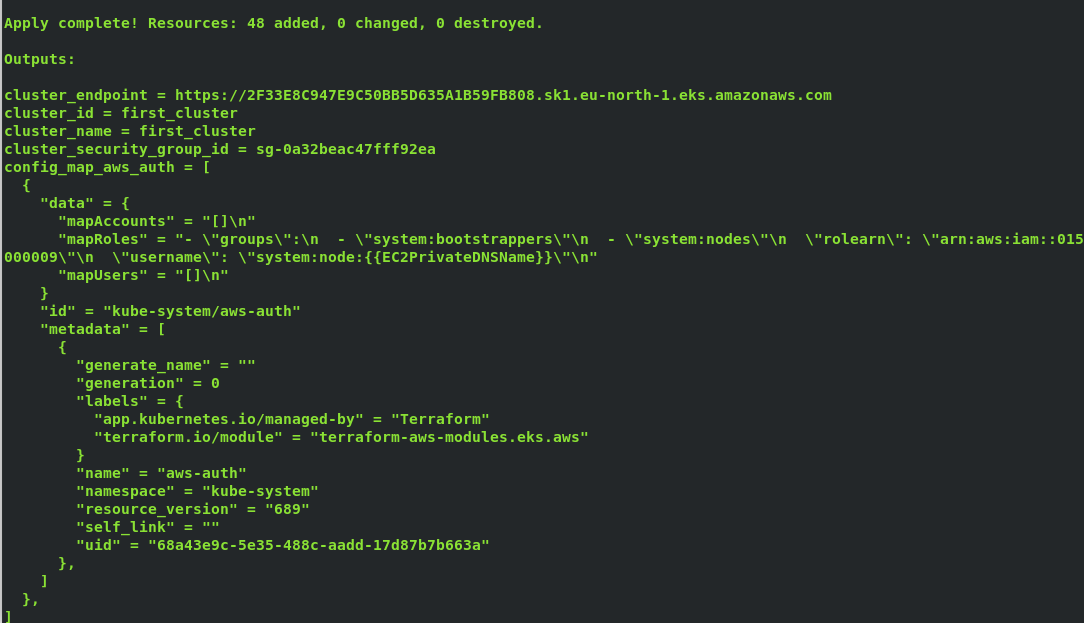 Apply complete! Resources: 48 added, 0 changed, 0 destroyed.
Outputs:
cluster_endpoint = https://2F33E8C947E9C50BB5D635A1B59FB808.sk1.eu-north-1.eks.amazonaws.com
cluster_id = first_cluster
cluster_name = first_cluster
cluster_security_group_id = sg-0a32beac47fff92ea
config_map_aws_auth = [
  {
    "data" = {
      "mapAccounts" = "[]\n"
      "mapRoles" = "- \"groups\":\n  - \"system:bootstrappers\"\n  - \"system:nodes\"\n  \"rolearn\": \"arn:aws:iam::015
000009\"\n  \"username\": \"system:node:{{EC2PrivateDNSName}}\"\n"
      "mapUsers" = "[]\n"
    }
    "id" = "kube-system/aws-auth"
    "metadata" = [
      {
        "generate_name" = ""
        "generation" = 0
        "labels" = {
          "app.kubernetes.io/managed-by" = "Terraform"
          "terraform.io/module" = "terraform-aws-modules.eks.aws"
        }
        "name" = "aws-auth"
        "namespace" = "kube-system"
        "resource_version" = "689"
        "self_link" = ""
        "uid" = "68a43e9c-5e35-488c-aadd-17d87b7b663a"
      },
    ]
  },
]